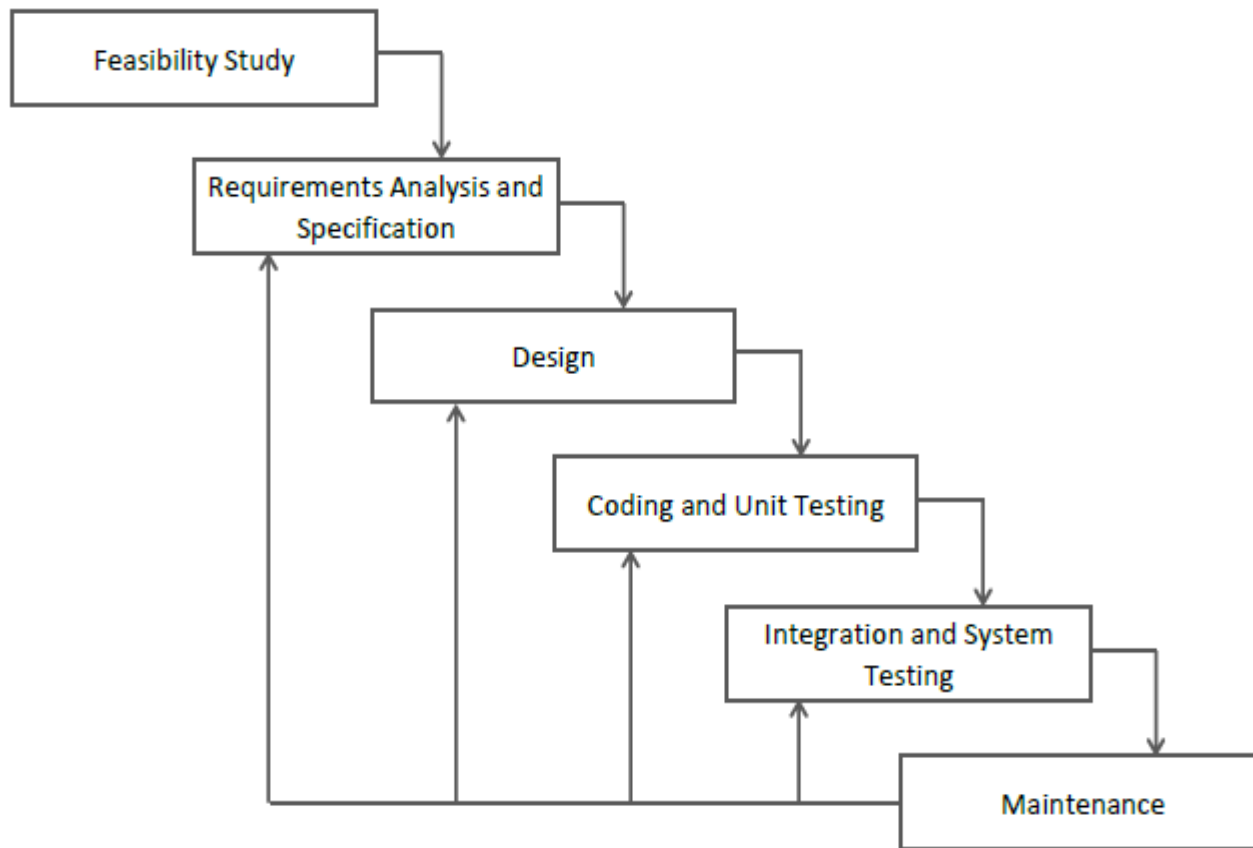 Feasibility Study
Requirements Analysis and
Specification
Design
Coding and Unit Testing
Integration and System
Testing
Maintenance